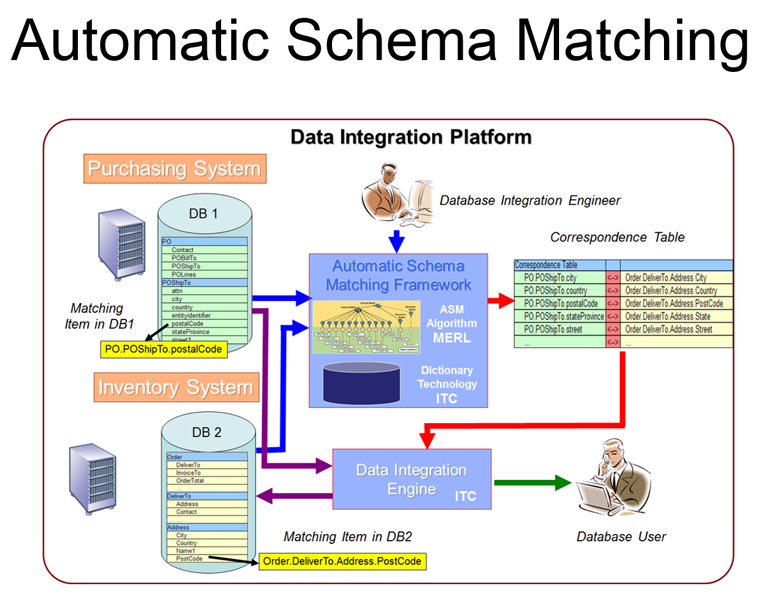 Automatic Schema Matching
Data Integration Platform
Purchasing System
DB 1
PO
Contact
POBillTo
POShipTo
POLines
POShipTo
attn
city
country
entityidentifier
postalCode
stateProvince
street1
Matching
Item in DB1
PO.POShipTo.postalCode
Inventory System
DB 2
Order
DeliverTo
InvoiceTo
OrderTotal
DeliverTo
Address
Contact
Address
City
Country
Name1
PostCode
Matching Item in DB2
Order.DeliverTo.Address.PostCode
Database Integration Engineer
Automatic Schema
Matching Framework
ASM
Algorithm
MERL
Dictionary
Technology
ITC
Correspondence Table
Correspondence Table
PO.POShipTo.city <--> Order.DeliverTo.Address.City
PO.POShipTo.country <--> Order.DeliverTo.Address.Country
PO.POShipTo.postalCode <--> Order.DeliverTo.Address.PostCode
PO.POShipTo.stateProvince <--> Order.DeliverTo.Address.State
PO.POShipTo.street <--> Order.DeliverTo.Address.Street
... <--> ...
Data Integration
Engine
ITC
Database User